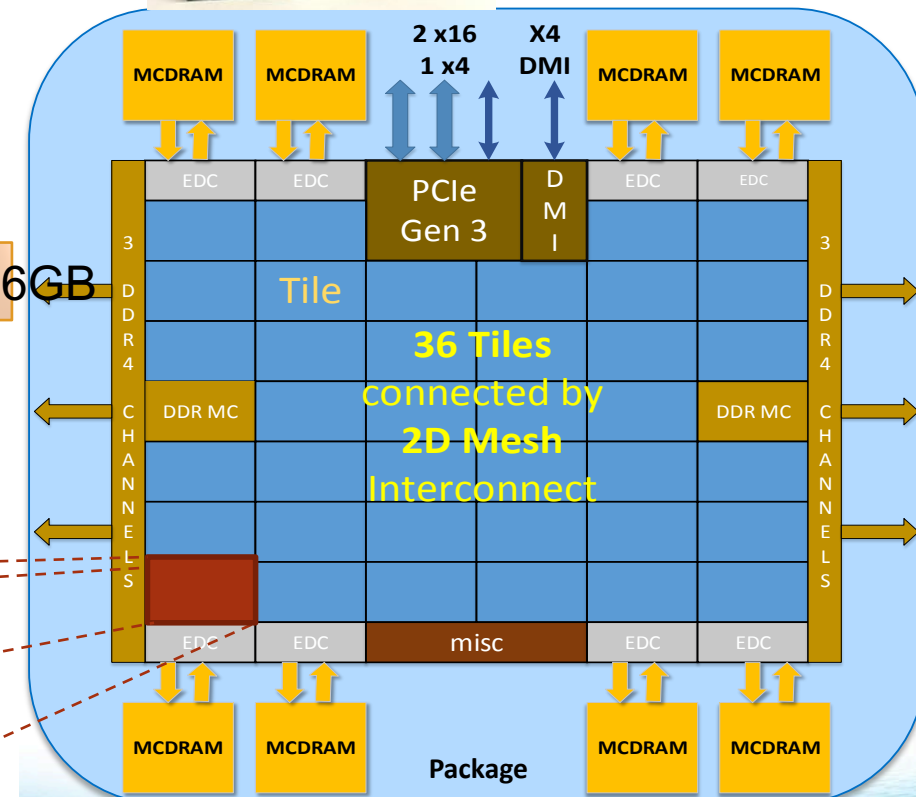 2 x16
1 x4
X4
DMI
MCDRAM
MCDRAM
MCDRAM
MCDRAM
EDC
EDC
PCIe
Gen 3
D
M
I
EDC
EDC
3 DDR4 CHANNELS
3 DDR4 CHANNELS
6GB
Tile
36 Tiles
connected by
2D Mesh
Interconnect
DDR MC
DDR MC
EDC
EDC
misc
EDC
EDC
MCDRAM
MCDRAM
MCDRAM
MCDRAM
Package